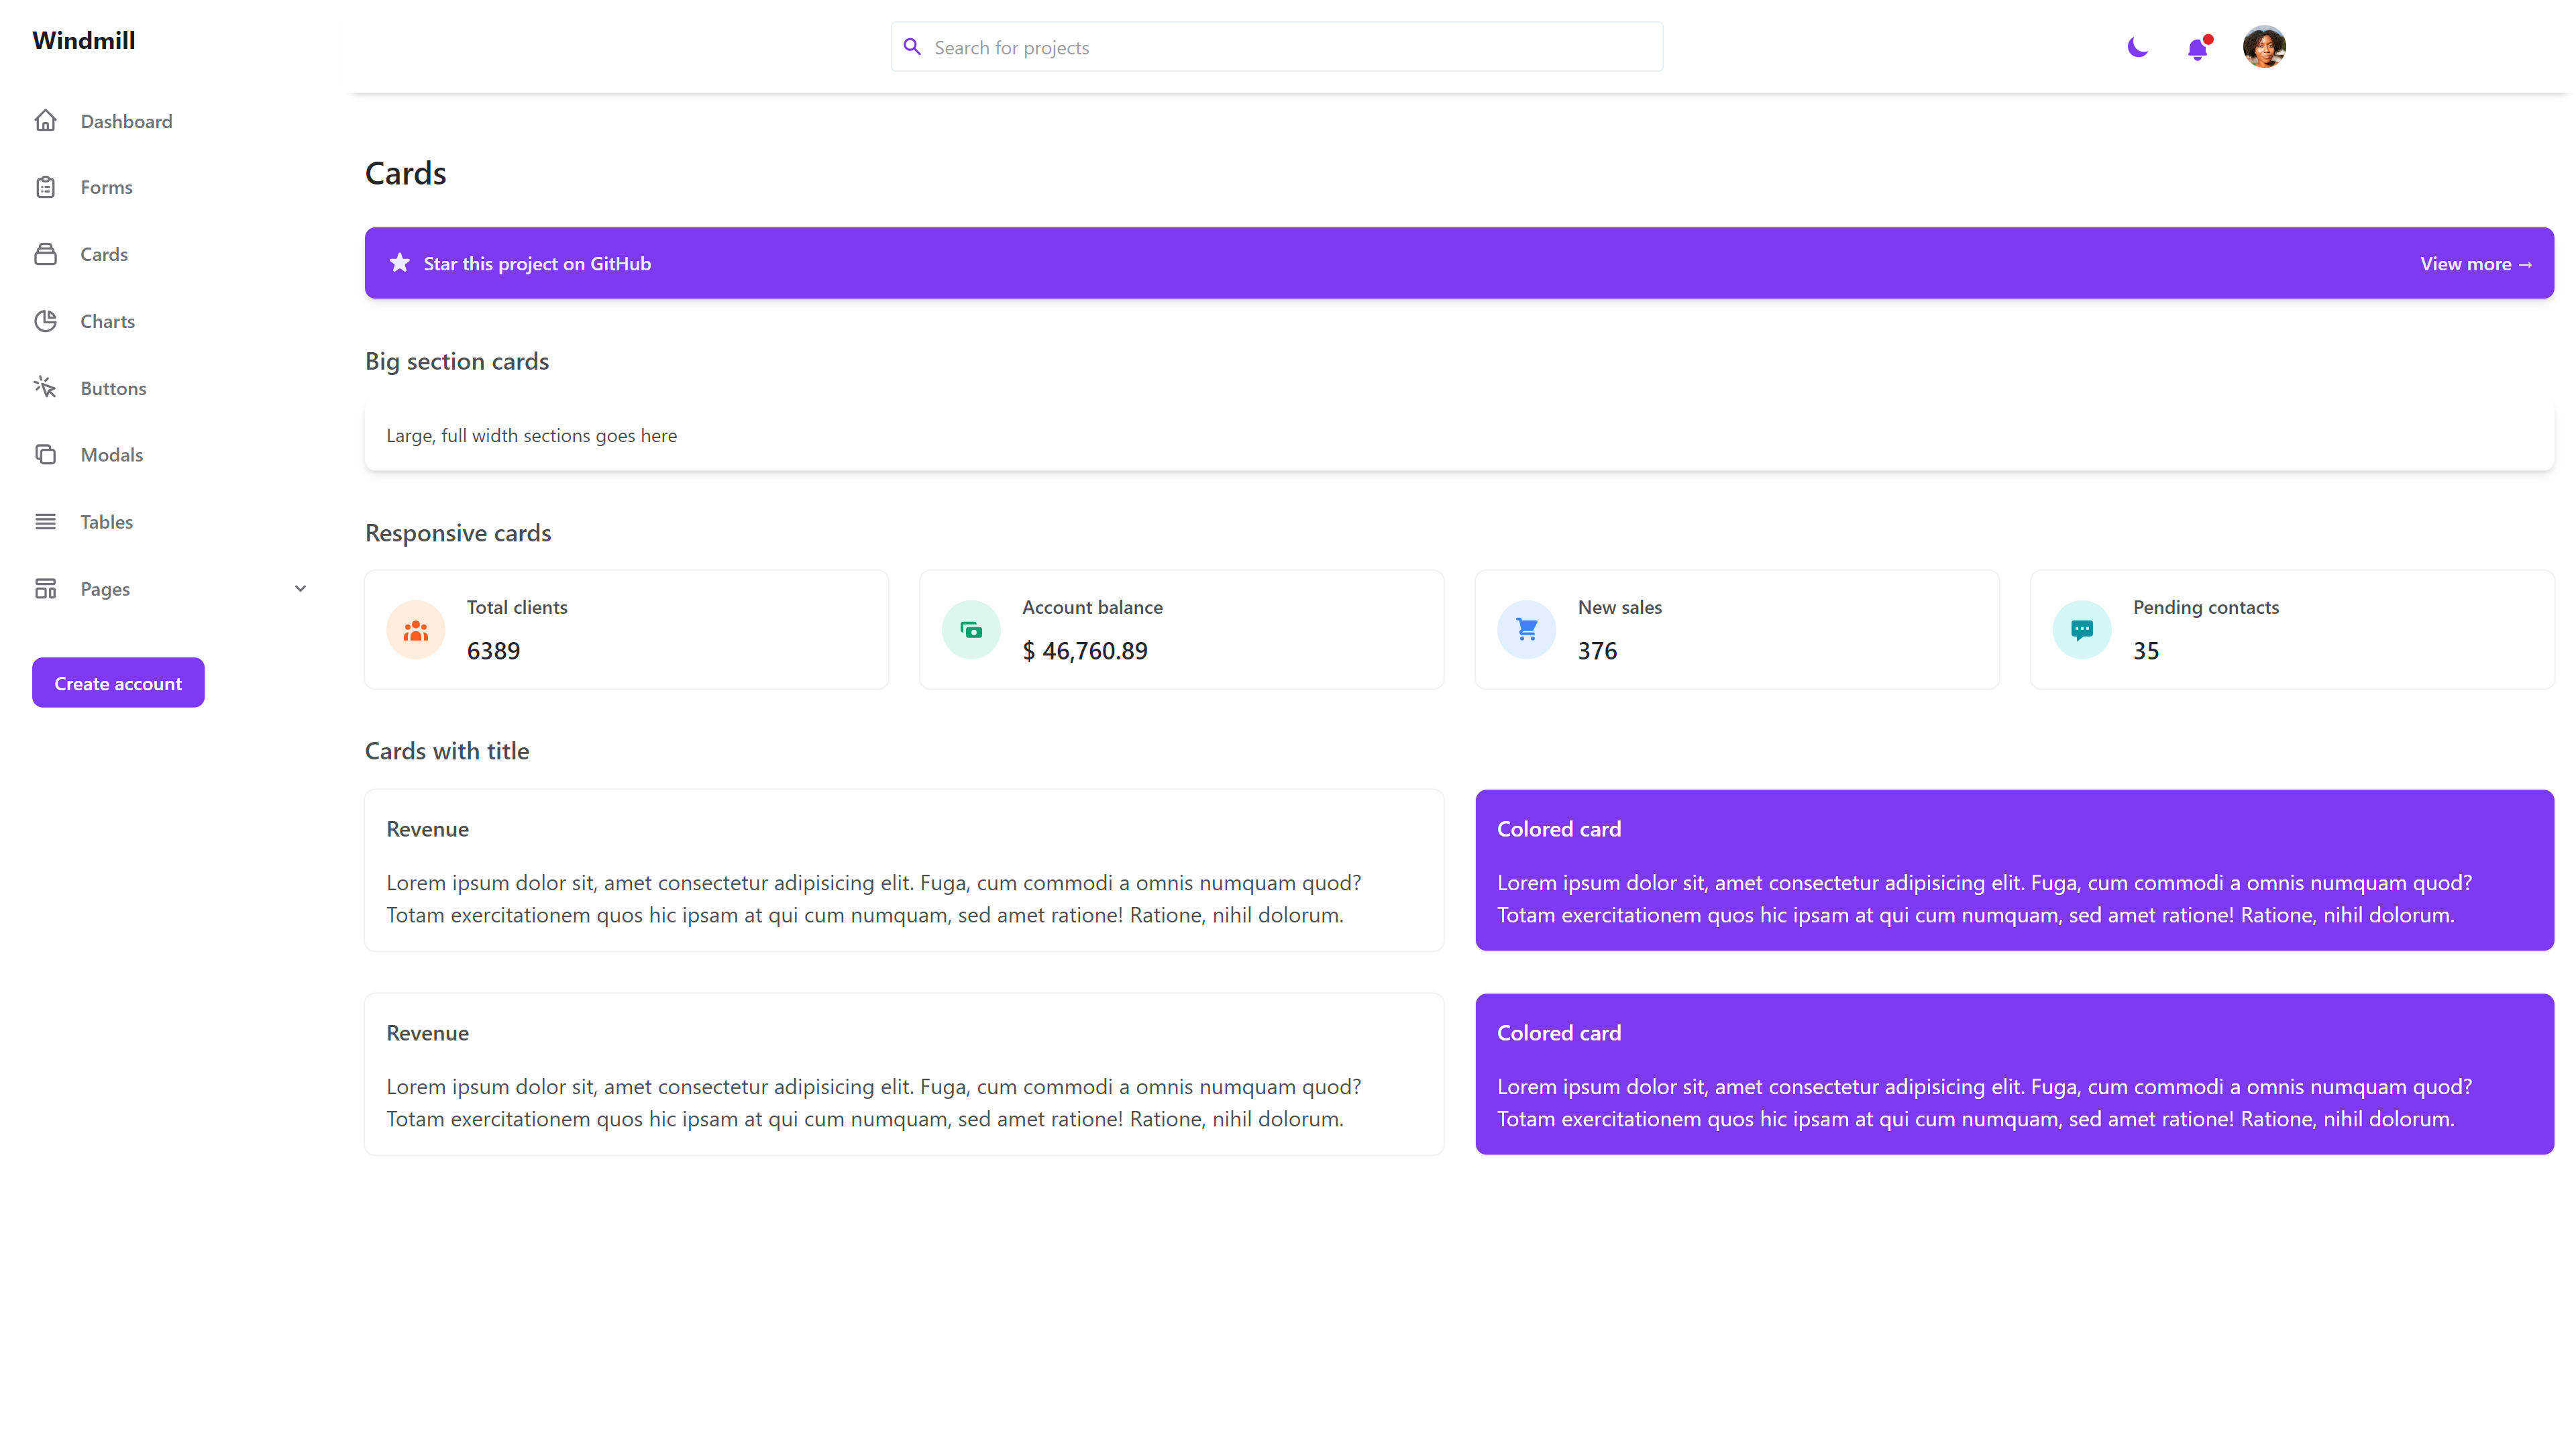 Windmill
Search for projects
Dashboard
Forms
Cards
Charts
Buttons
Modals
Tables
Pages
Create account
Cards
Star this project on GitHub
View more →
Big section cards
Large, full width sections goes here
Responsive cards
Total clients
6389
Account balance
$ 46,760.89
New sales
376
Pending contacts
35
Cards with title
Revenue
Lorem ipsum dolor sit, amet consectetur adipisicing elit. Fuga, cum commodi a omnis numquam quod?
Totam exercitationem quos hic ipsam at qui cum numquam, sed amet ratione! Ratione, nihil dolorum.
Colored card
Lorem ipsum dolor sit, amet consectetur adipisicing elit. Fuga, cum commodi a omnis numquam quod?
Totam exercitationem quos hic ipsam at qui cum numquam, sed amet ratione! Ratione, nihil dolorum.
Revenue
Lorem ipsum dolor sit, amet consectetur adipisicing elit. Fuga, cum commodi a omnis numquam quod?
Totam exercitationem quos hic ipsam at qui cum numquam, sed amet ratione! Ratione, nihil dolorum.
Colored card
Lorem ipsum dolor sit, amet consectetur adipisicing elit. Fuga, cum commodi a omnis numquam quod?
Totam exercitationem quos hic ipsam at qui cum numquam, sed amet ratione! Ratione, nihil dolorum.